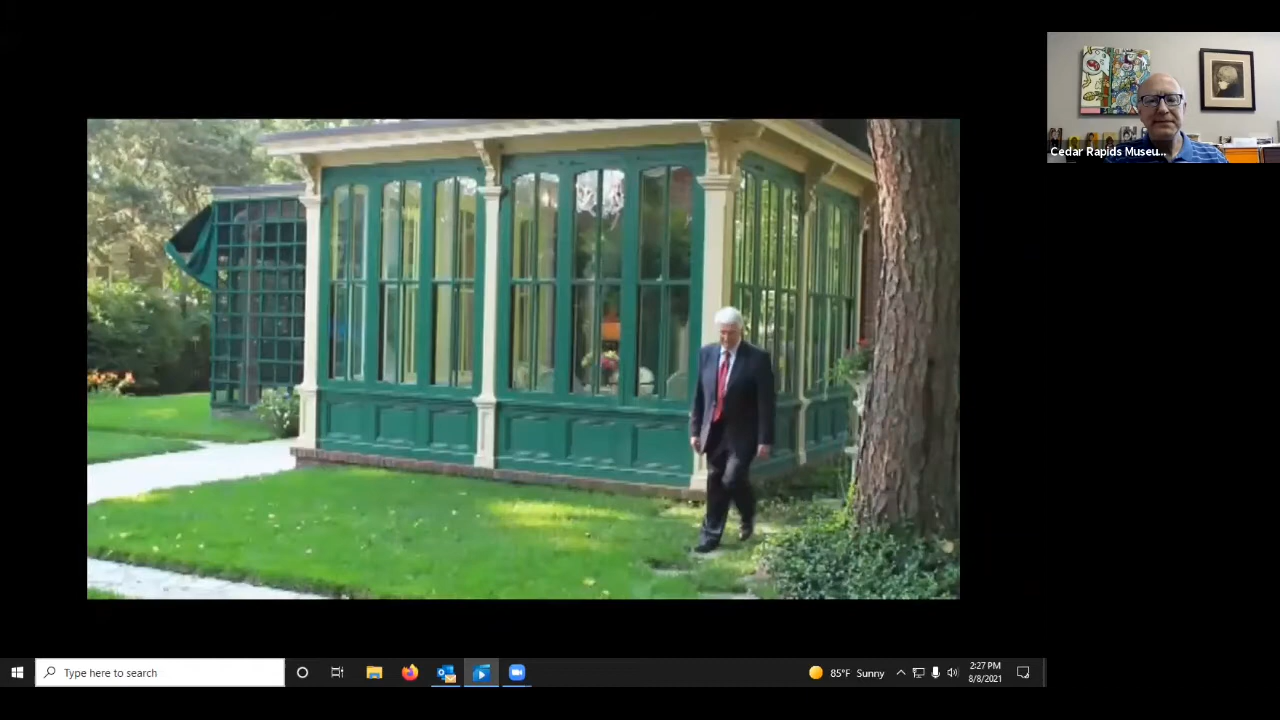 Cedar Rapids Museu...
Type here to search
85°F Sunny
2:27 PM
8/8/2021